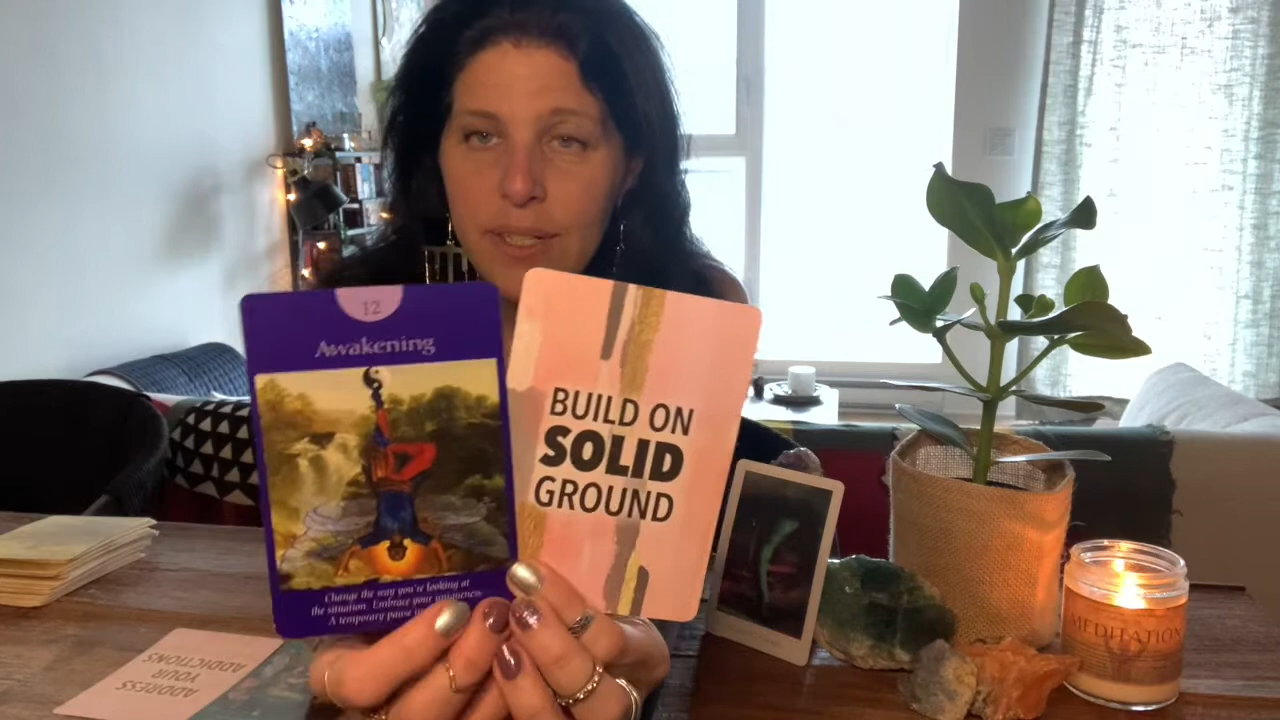 12
Awakening
Change the way you're looking at
the situation. Embrace your uniqueness.
A temporary pause
BUILD ON
SOLID
GROUND
ADDRESS
YOUR
ADDICTIONS
MEDITATION